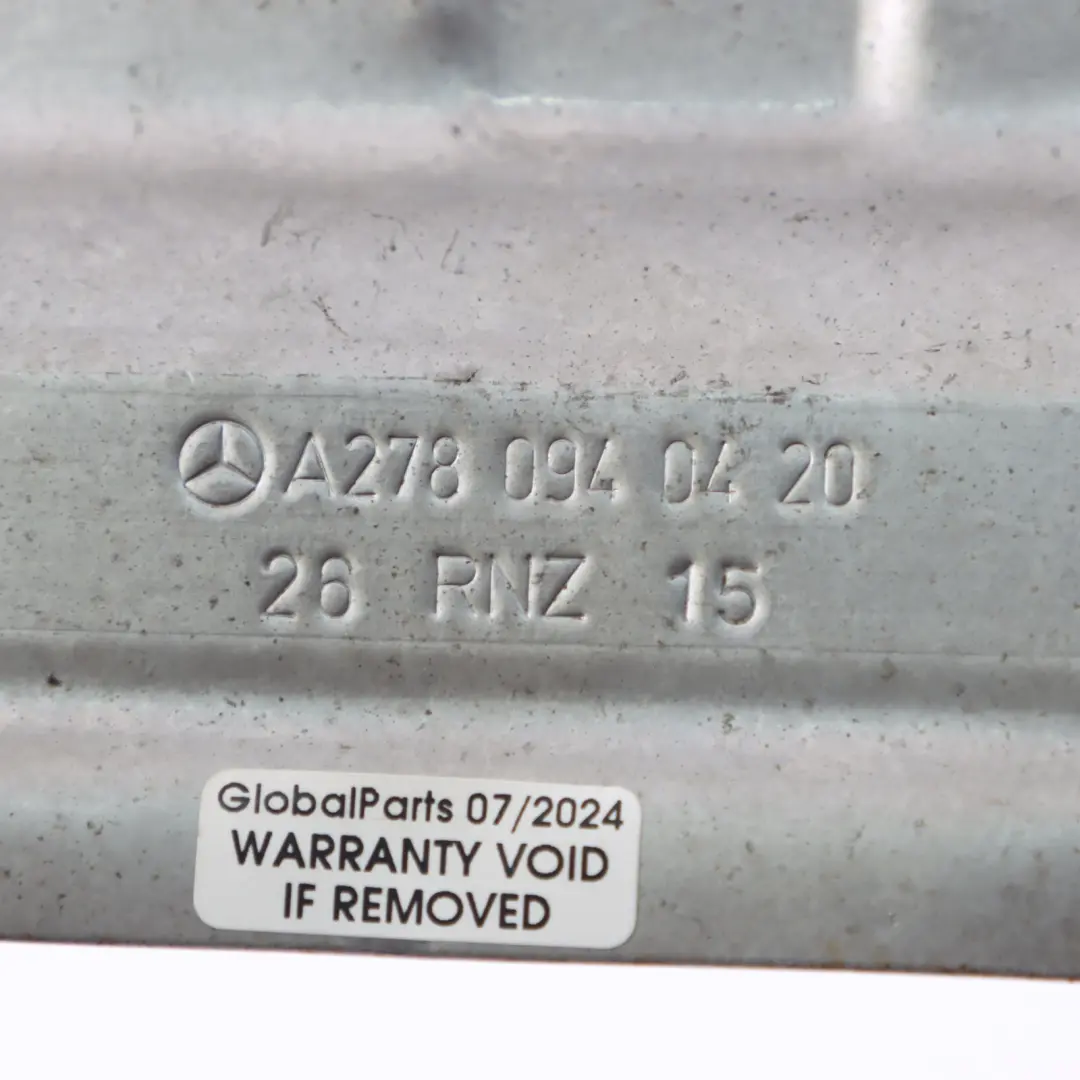 A278 094 04 20
26 RNZ 15
GlobalParts 07/2024
WARRANTY VOID
IF REMOVED